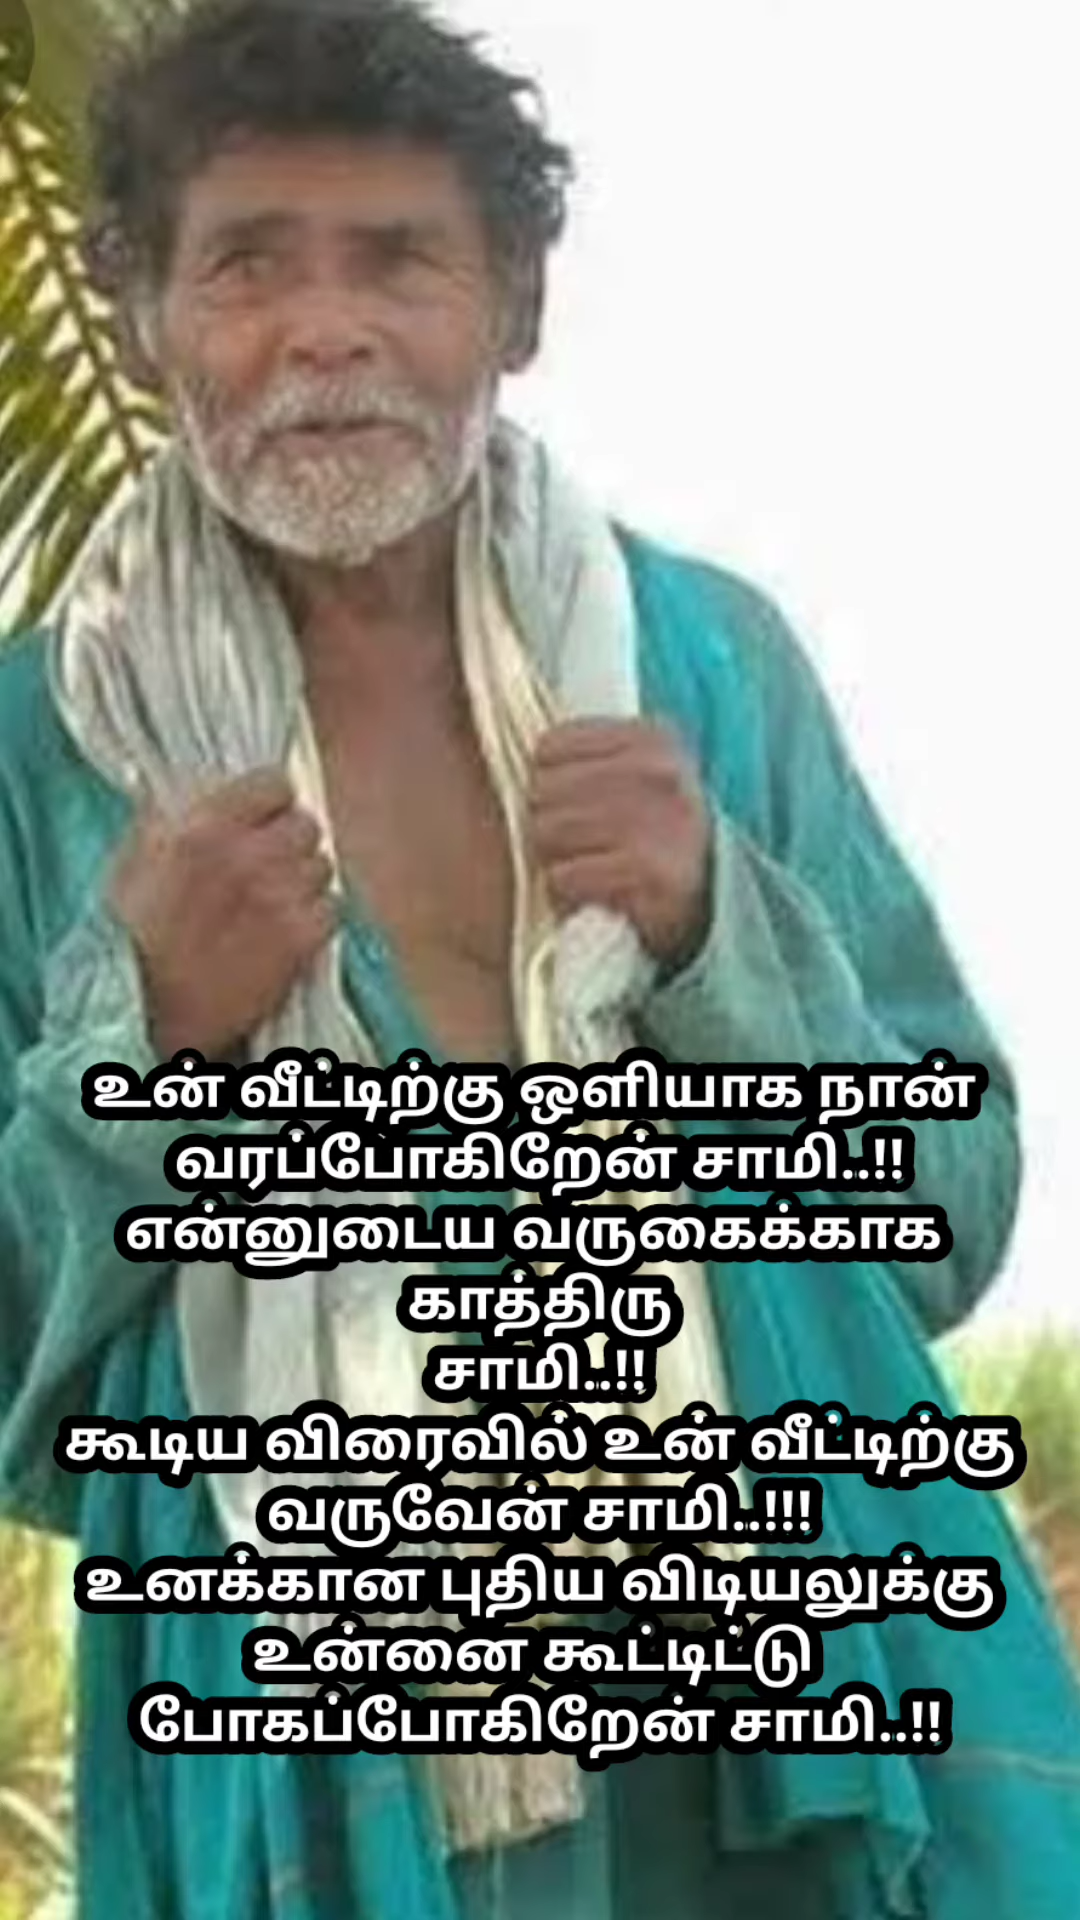 உன் வீட்டிற்கு ஒளியாக நான்
வரப்போகிறேன் சாமி..!!
என்னுடைய வருகைக்காக
காத்திரு
சாமி..!!
கூடிய விரைவில் உன் வீட்டிற்கு
வருவேன் சாமி..!!!
உனக்கான புதிய விடியலுக்கு
உன்னை கூட்டிட்டு
போகப்போகிறேன் சாமி..!!